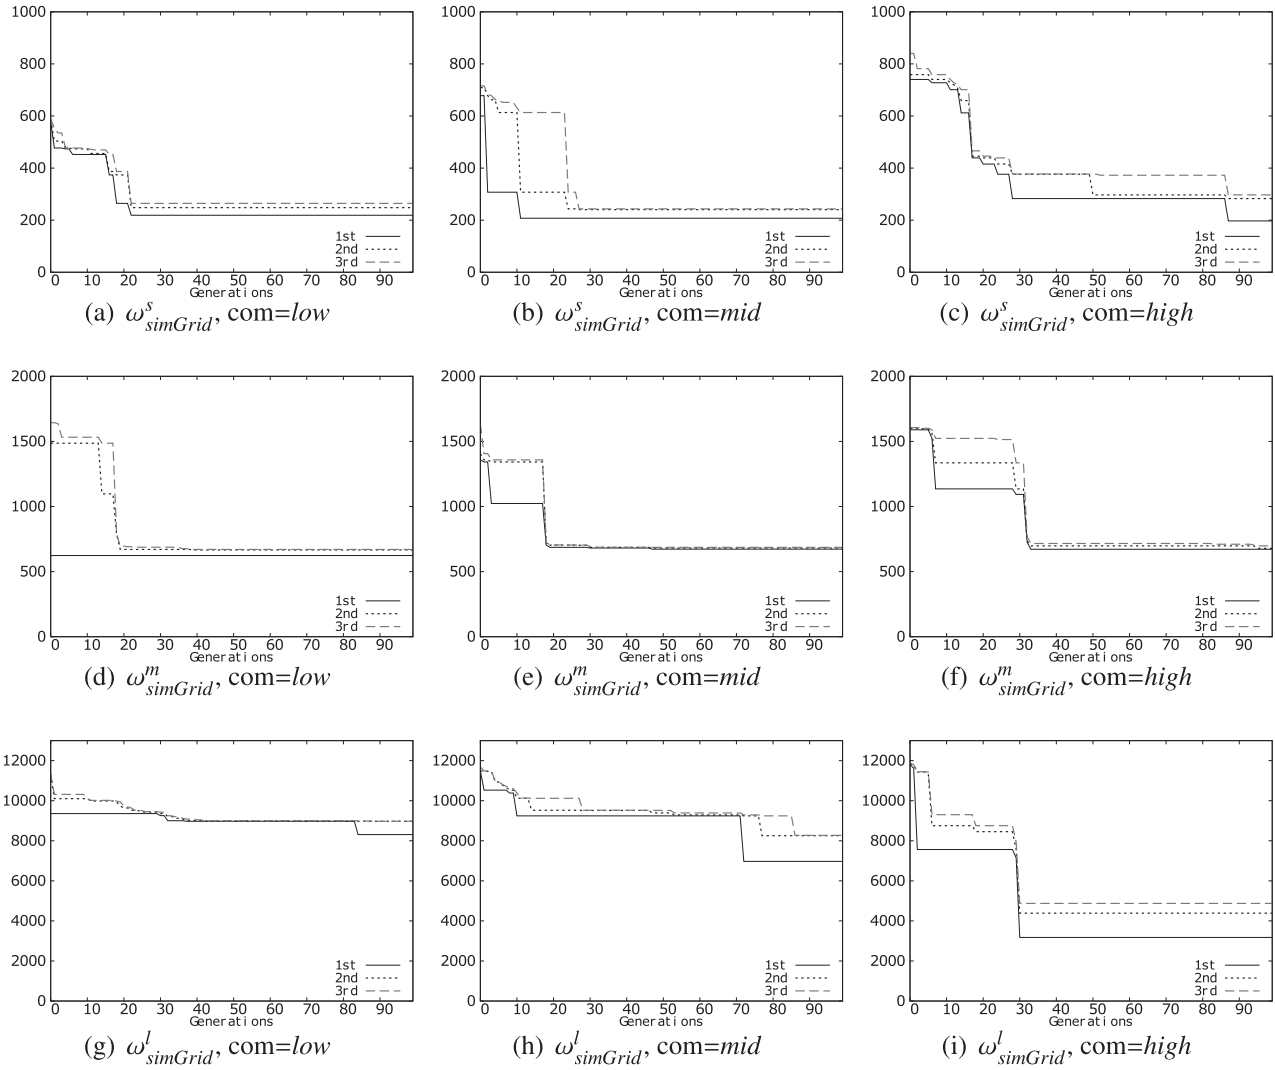 1000 800 600 400 200 0
0 10 20 30 40 50 60 70 80 90
Generations
1st
2nd
3rd
(a) ω^s_simGrid, com=low
1000 800 600 400 200 0
0 10 20 30 40 50 60 70 80 90
Generations
1st
2nd
3rd
(b) ω^s_simGrid, com=mid
1000 800 600 400 200 0
0 10 20 30 40 50 60 70 80 90
Generations
1st
2nd
3rd
(c) ω^s_simGrid, com=high
2000 1500 1000 500 0
0 10 20 30 40 50 60 70 80 90
Generations
1st
2nd
3rd
(d) ω^m_simGrid, com=low
2000 1500 1000 500 0
0 10 20 30 40 50 60 70 80 90
Generations
1st
2nd
3rd
(e) ω^m_simGrid, com=mid
2000 1500 1000 500 0
0 10 20 30 40 50 60 70 80 90
Generations
1st
2nd
3rd
(f) ω^m_simGrid, com=high
12000 10000 8000 6000 4000 2000 0
0 10 20 30 40 50 60 70 80 90
Generations
1st
2nd
3rd
(g) ω^l_simGrid, com=low
12000 10000 8000 6000 4000 2000 0
0 10 20 30 40 50 60 70 80 90
Generations
1st
2nd
3rd
(h) ω^l_simGrid, com=mid
12000 10000 8000 6000 4000 2000 0
0 10 20 30 40 50 60 70 80 90
Generations
1st
2nd
3rd
(i) ω^l_simGrid, com=high